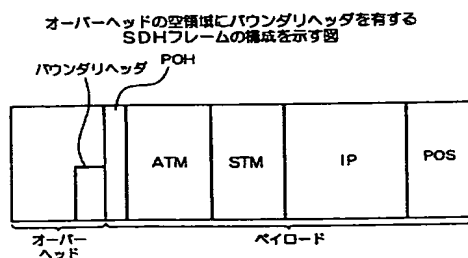 オーバーヘッドの空領域にバウンダリヘッダを有する
SDHフレームの構成を示す図
バウンダリヘッダ
POH
ATM
STM
IP
POS
オーバー
ヘッド
ペイロード